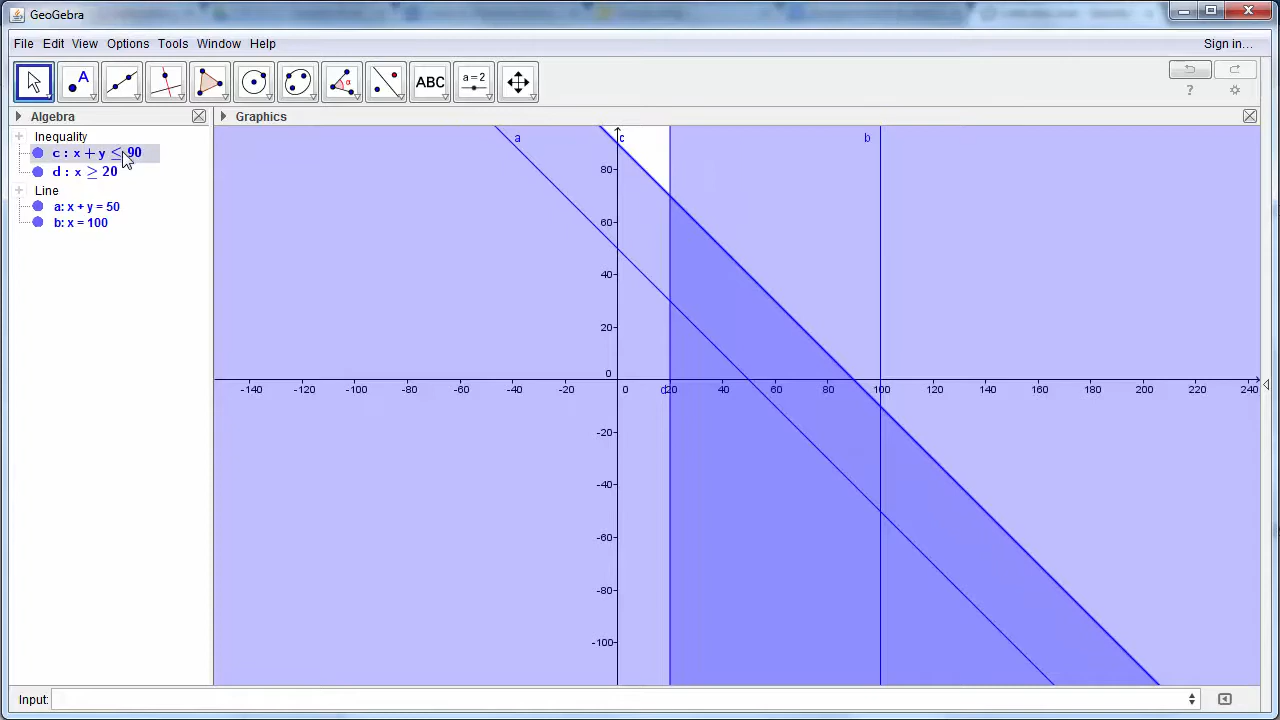 GeoGebra
File Edit View Options Tools Window Help
Sign in...
A
α
ABC
a=2
?
Algebra
Graphics
Inequality
c : x + y ≤ 90
d : x ≥ 20
Line
a: x + y = 50
b: x = 100
a
c
b
80
60
40
20
0
-140 -120 -100 -80 -60 -40 -20 0 d 20 40 60 80 100 120 140 160 180 200 220 240
-20
-40
-60
-80
-100
Input: